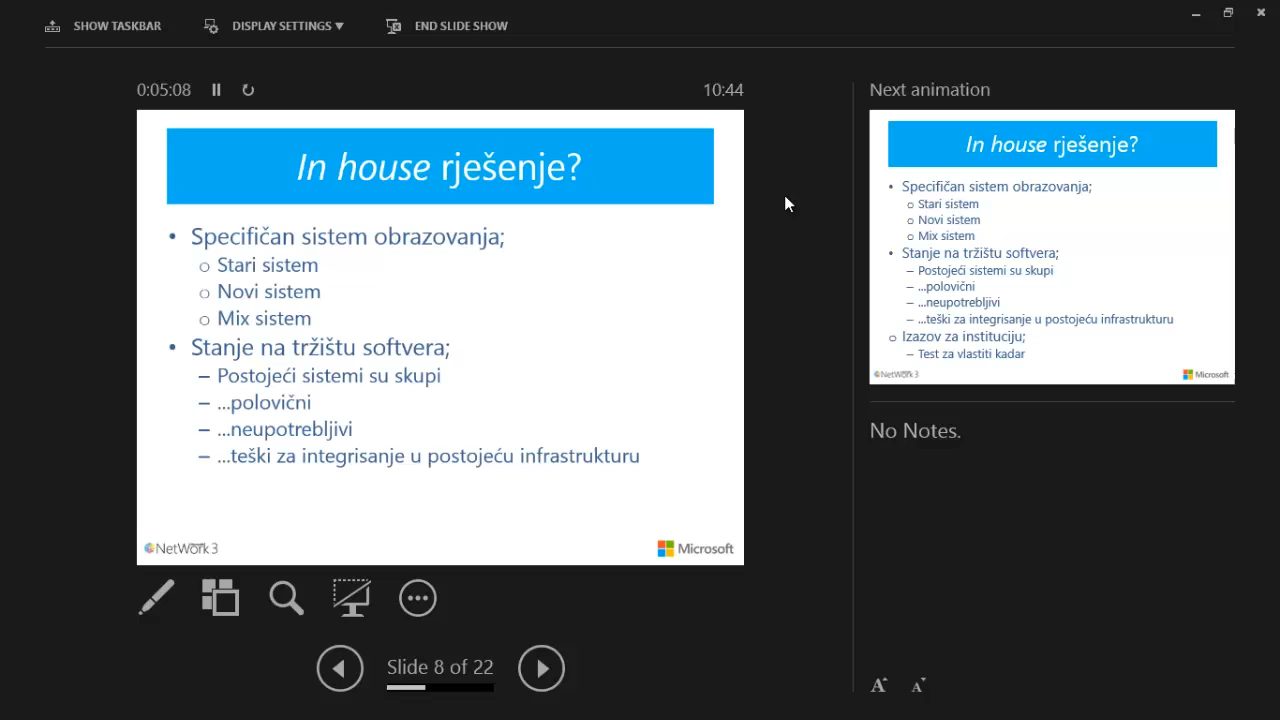 SHOW TASKBAR DISPLAY SETTINGS ▼ END SLIDE SHOW
0:05:08 10:44
In house rješenje?
• Specifičan sistem obrazovanja;
o Stari sistem
o Novi sistem
o Mix sistem
• Stanje na tržištu softvera;
– Postojeći sistemi su skupi
– ...polovični
– ...neupotrebljivi
– ...teški za integrisanje u postojeću infrastrukturu
NetWork 3 Microsoft
Slide 8 of 22
Next animation
In house rješenje?
• Specifičan sistem obrazovanja;
o Stari sistem
o Novi sistem
o Mix sistem
• Stanje na tržištu softvera;
– Postojeći sistemi su skupi
– ...polovični
– ...neupotrebljivi
– ...teški za integrisanje u postojeću infrastrukturu
o Izazov za instituciju;
– Test za vlastiti kadar
NetWork 3 Microsoft
No Notes.
A A